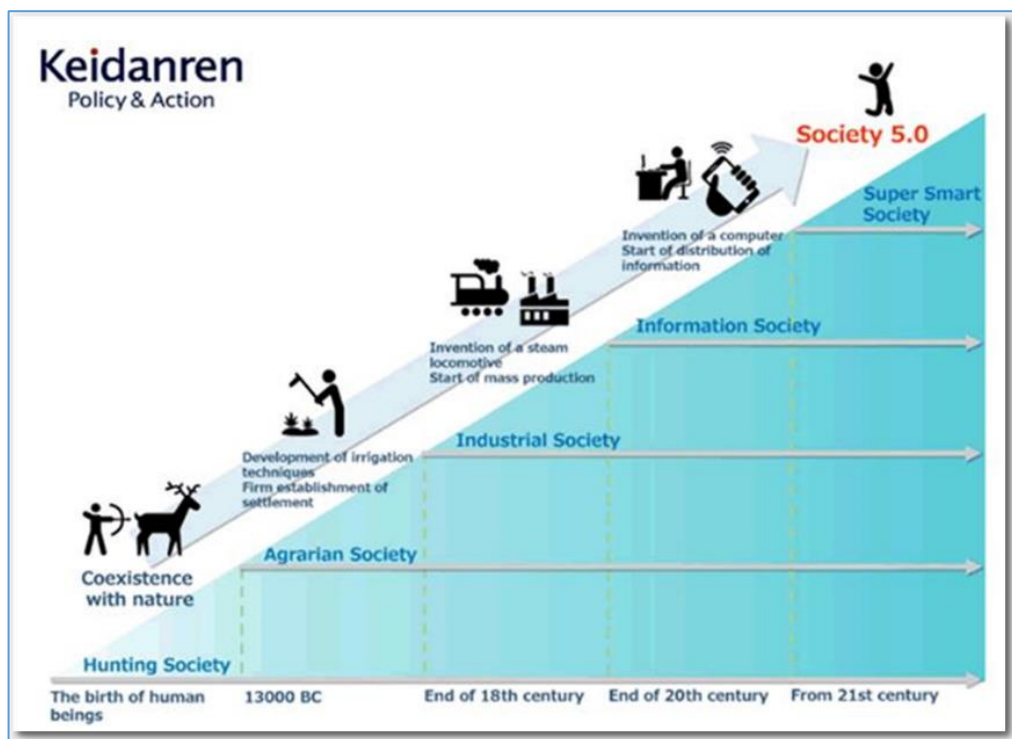 Keidanren
Policy & Action
Society 5.0
Super Smart
Society
Invention of a computer
Start of distribution of
information
Information Society
Invention of a steam
locomotive
Start of mass production
Industrial Society
Development of irrigation
techniques
Firm establishment of
settlement
Agrarian Society
Coexistence
with nature
Hunting Society
The birth of human
beings
13000 BC
End of 18th century
End of 20th century
From 21st century